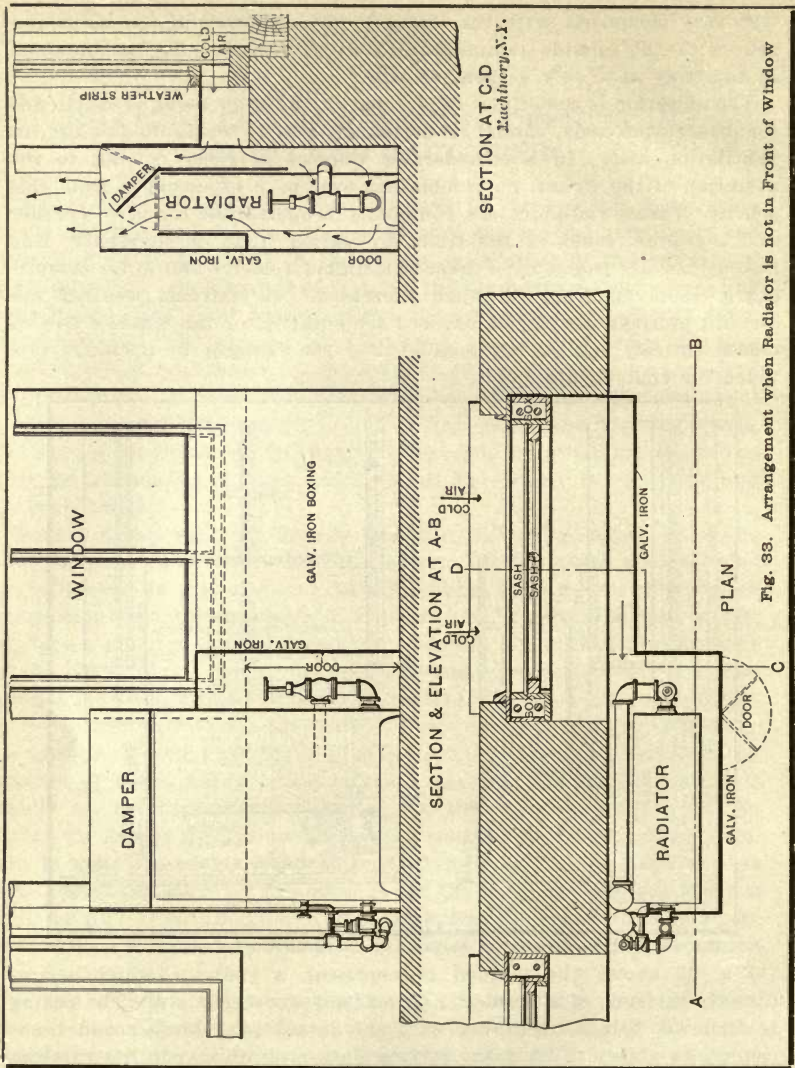 WINDOW
DAMPER
GALV. IRON BOXING
GALV. IRON
DOOR
SECTION & ELEVATION AT A-B
COLD
AIR
WEATHER STRIP
DAMPER
RADIATOR
GALV. IRON
DOOR
SECTION AT C-D
Machinery, N.Y.
COLD
AIR
D
COLD
AIR
BOX
SASH
SASH
BOX
GALV. IRON
RADIATOR
GALV. IRON
DOOR
C
A
B
PLAN
Fig. 33. Arrangement when Radiator is not in Front of Window